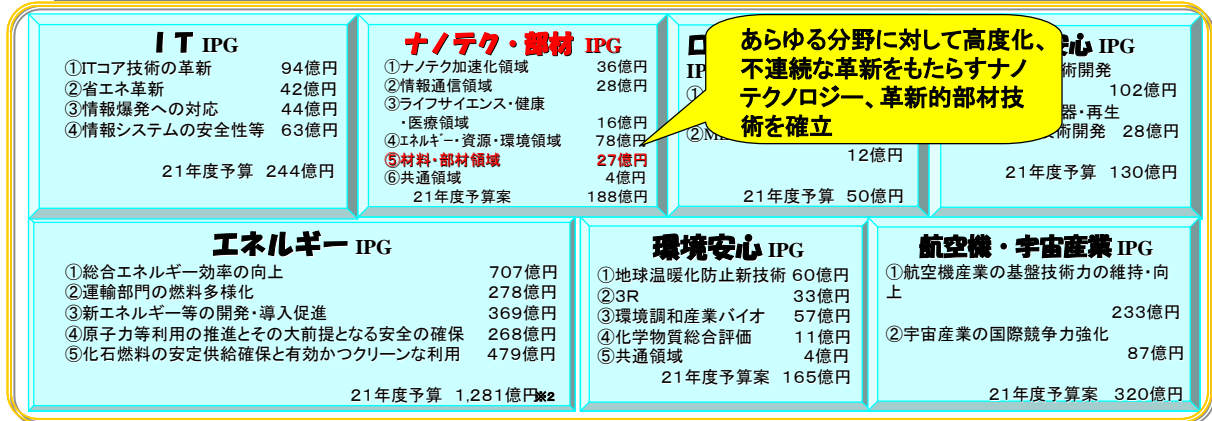 ＩＴ IPG
①ITコア技術の革新 94億円
②省エネ革新 42億円
③情報爆発への対応 44億円
④情報システムの安全性等 63億円
21年度予算 244億円
ナノテク・部材 IPG
①ナノテク加速化領域 36億円
②情報通信領域 28億円
③ライフサイエンス・健康
・医療領域 16億円
④エネルギー・資源・環境領域 78億円
⑤材料・部材領域 27億円
⑥共通領域 4億円
21年度予算案 188億円
あらゆる分野に対して高度化、
不連続な革新をもたらすナノ
テクノロジー、革新的部材技
術を確立
ロ
IP
①
②ME
12億円
21年度予算 50億円
心 IPG
術開発
102億円
器・再生
術開発 28億円
21年度予算 130億円
エネルギー IPG
①総合エネルギー効率の向上 707億円
②運輸部門の燃料多様化 278億円
③新エネルギー等の開発・導入促進 369億円
④原子力等利用の推進とその大前提となる安全の確保 268億円
⑤化石燃料の安定供給確保と有効かつクリーンな利用 479億円
21年度予算 1,281億円※2
環境安心 IPG
①地球温暖化防止新技術 60億円
②3R 33億円
③環境調和産業バイオ 57億円
④化学物質総合評価 11億円
⑤共通領域 4億円
21年度予算案 165億円
航空機・宇宙産業 IPG
①航空機産業の基盤技術力の維持・向
上
233億円
②宇宙産業の国際競争力強化
87億円
21年度予算案 320億円